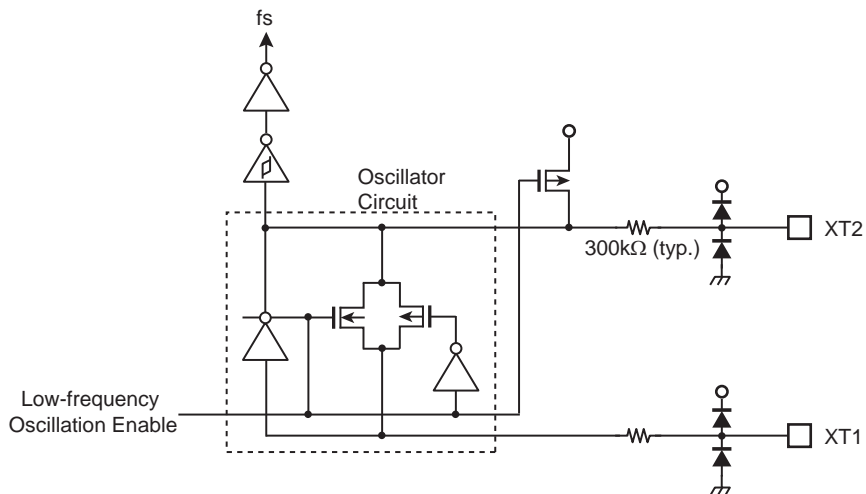 fs
Oscillator
Circuit
XT2
300kΩ (typ.)
Low-frequency
Oscillation Enable
XT1